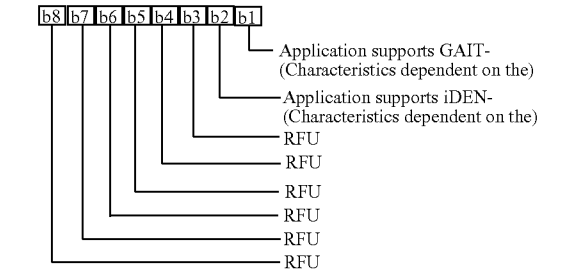 b8 b7 b6 b5 b4 b3 b2 b1
Application supports GAIT-
(Characteristics dependent on the)
Application supports iDEN-
(Characteristics dependent on the)
RFU
RFU
RFU
RFU
RFU
RFU